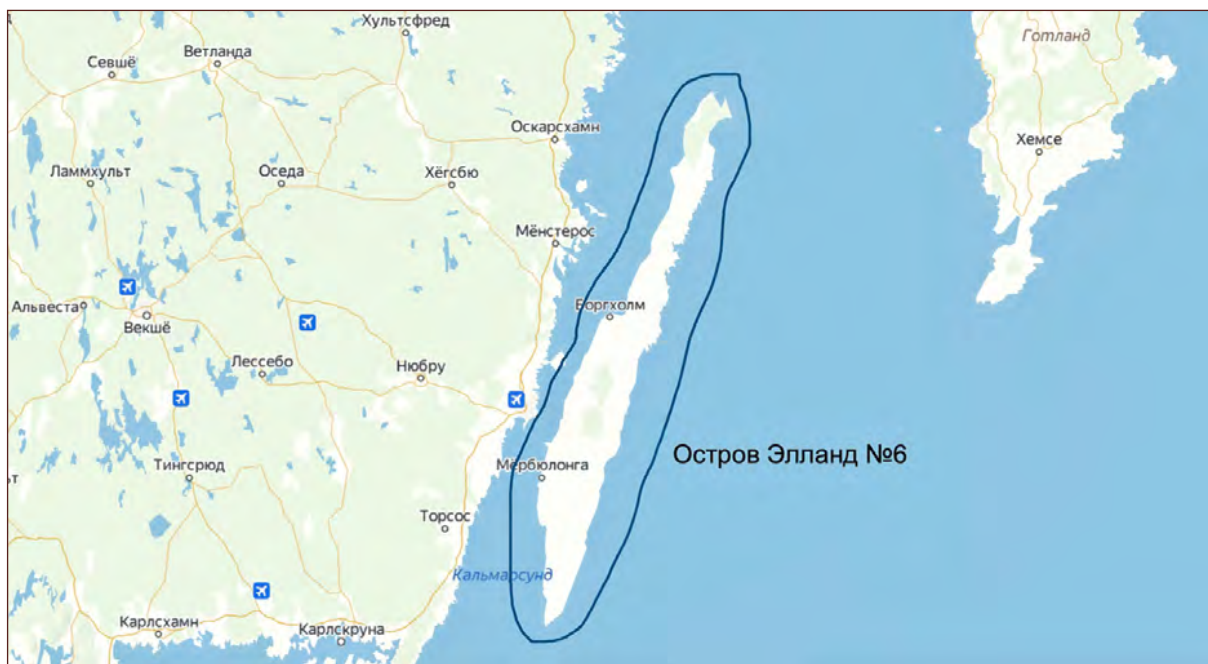 Хультсфред
Готланд
Ветланда
Севшё
Оскарсхамн
Хемсе
Ламмхульт
Оседа
Хёгсбю
Мёнстерос
Альвеста
Боргхолм
Векшё
Лессебо
Нюбру
Остров Элланд №6
Тингсрюд
Мёрбюлонга
Торсос
Кальмарсунд
Карлсхамн
Карлскруна